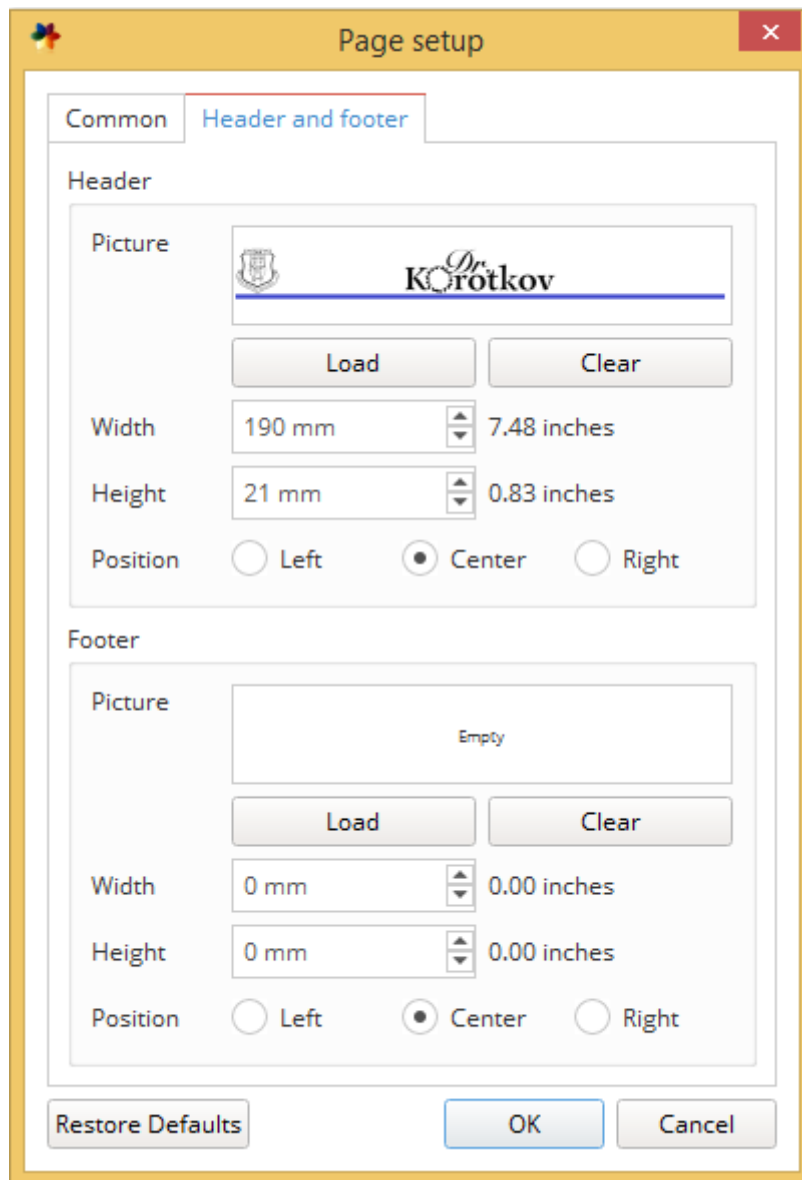 Page setup
Common Header and footer
Header
Picture
Dr.
Korotkov
Load Clear
Width 190 mm 7.48 inches
Height 21 mm 0.83 inches
Position Left Center Right
Footer
Picture
Empty
Load Clear
Width 0 mm 0.00 inches
Height 0 mm 0.00 inches
Position Left Center Right
Restore Defaults OK Cancel